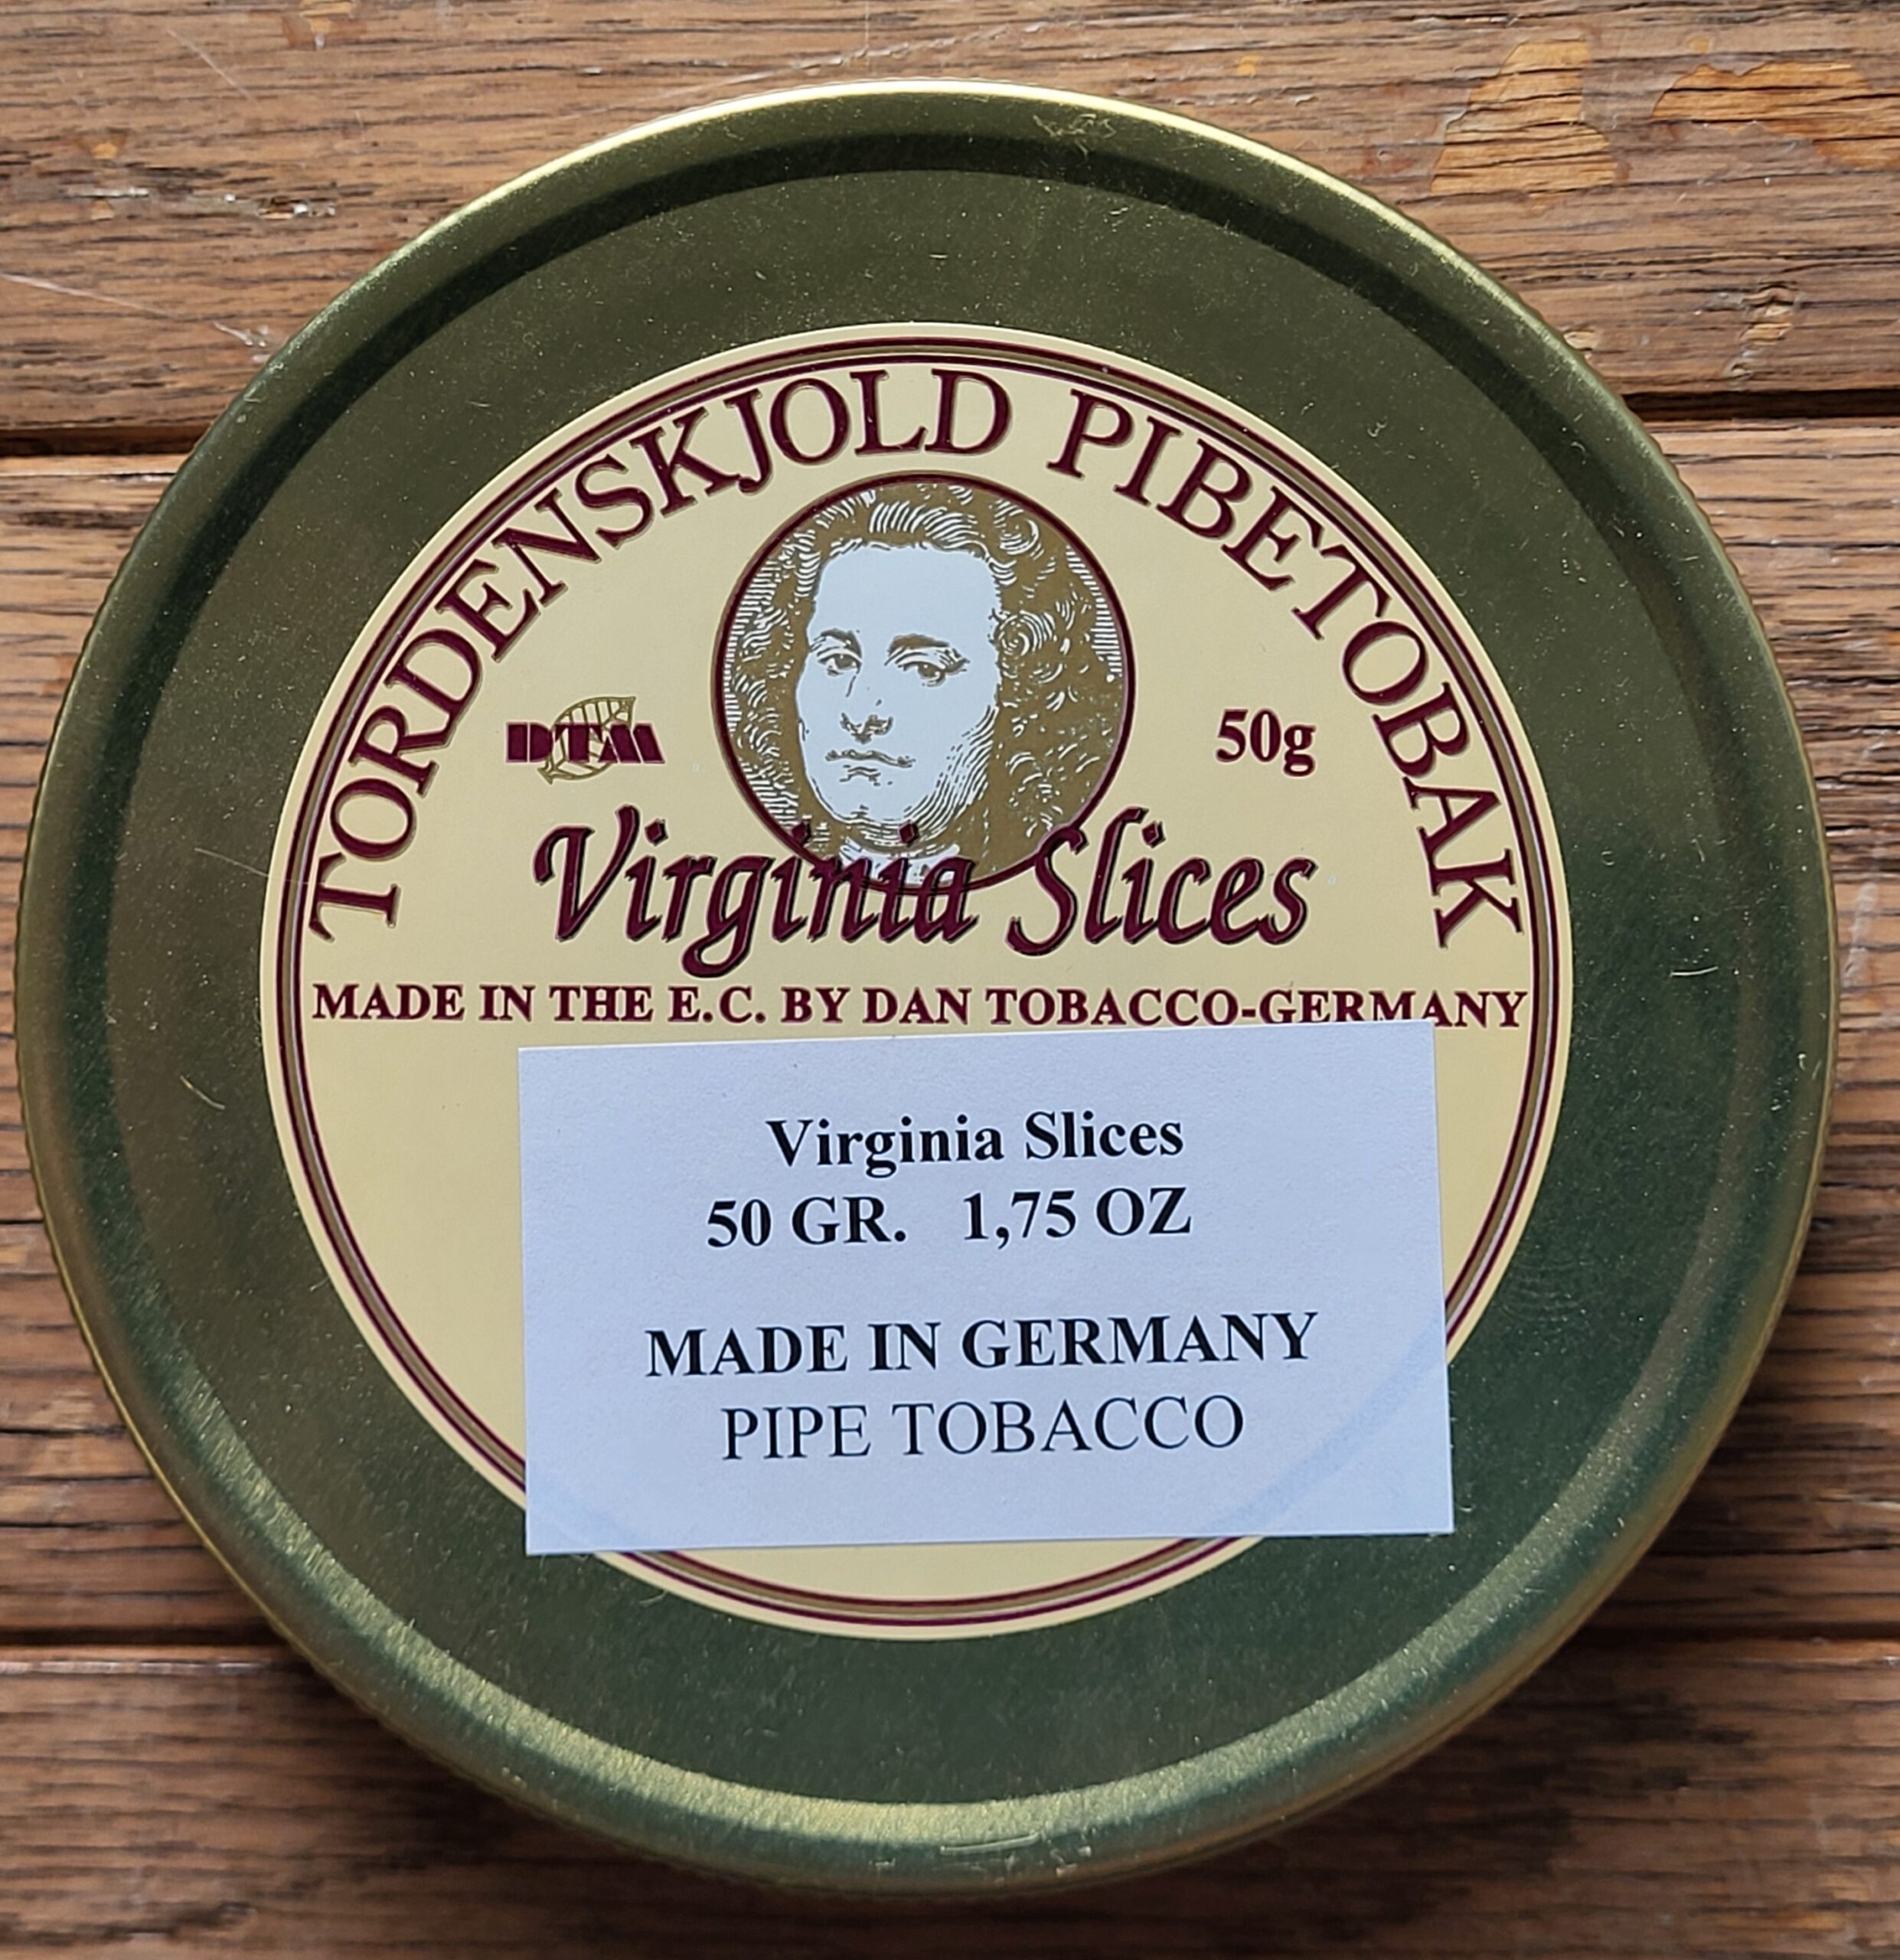 TORDENSKJOLD PIBETOBAK
DTM
50g
Virginia Slices
MADE IN THE E.C. BY DAN TOBACCO-GERMANY
Virginia Slices
50 GR. 1,75 OZ
MADE IN GERMANY
PIPE TOBACCO